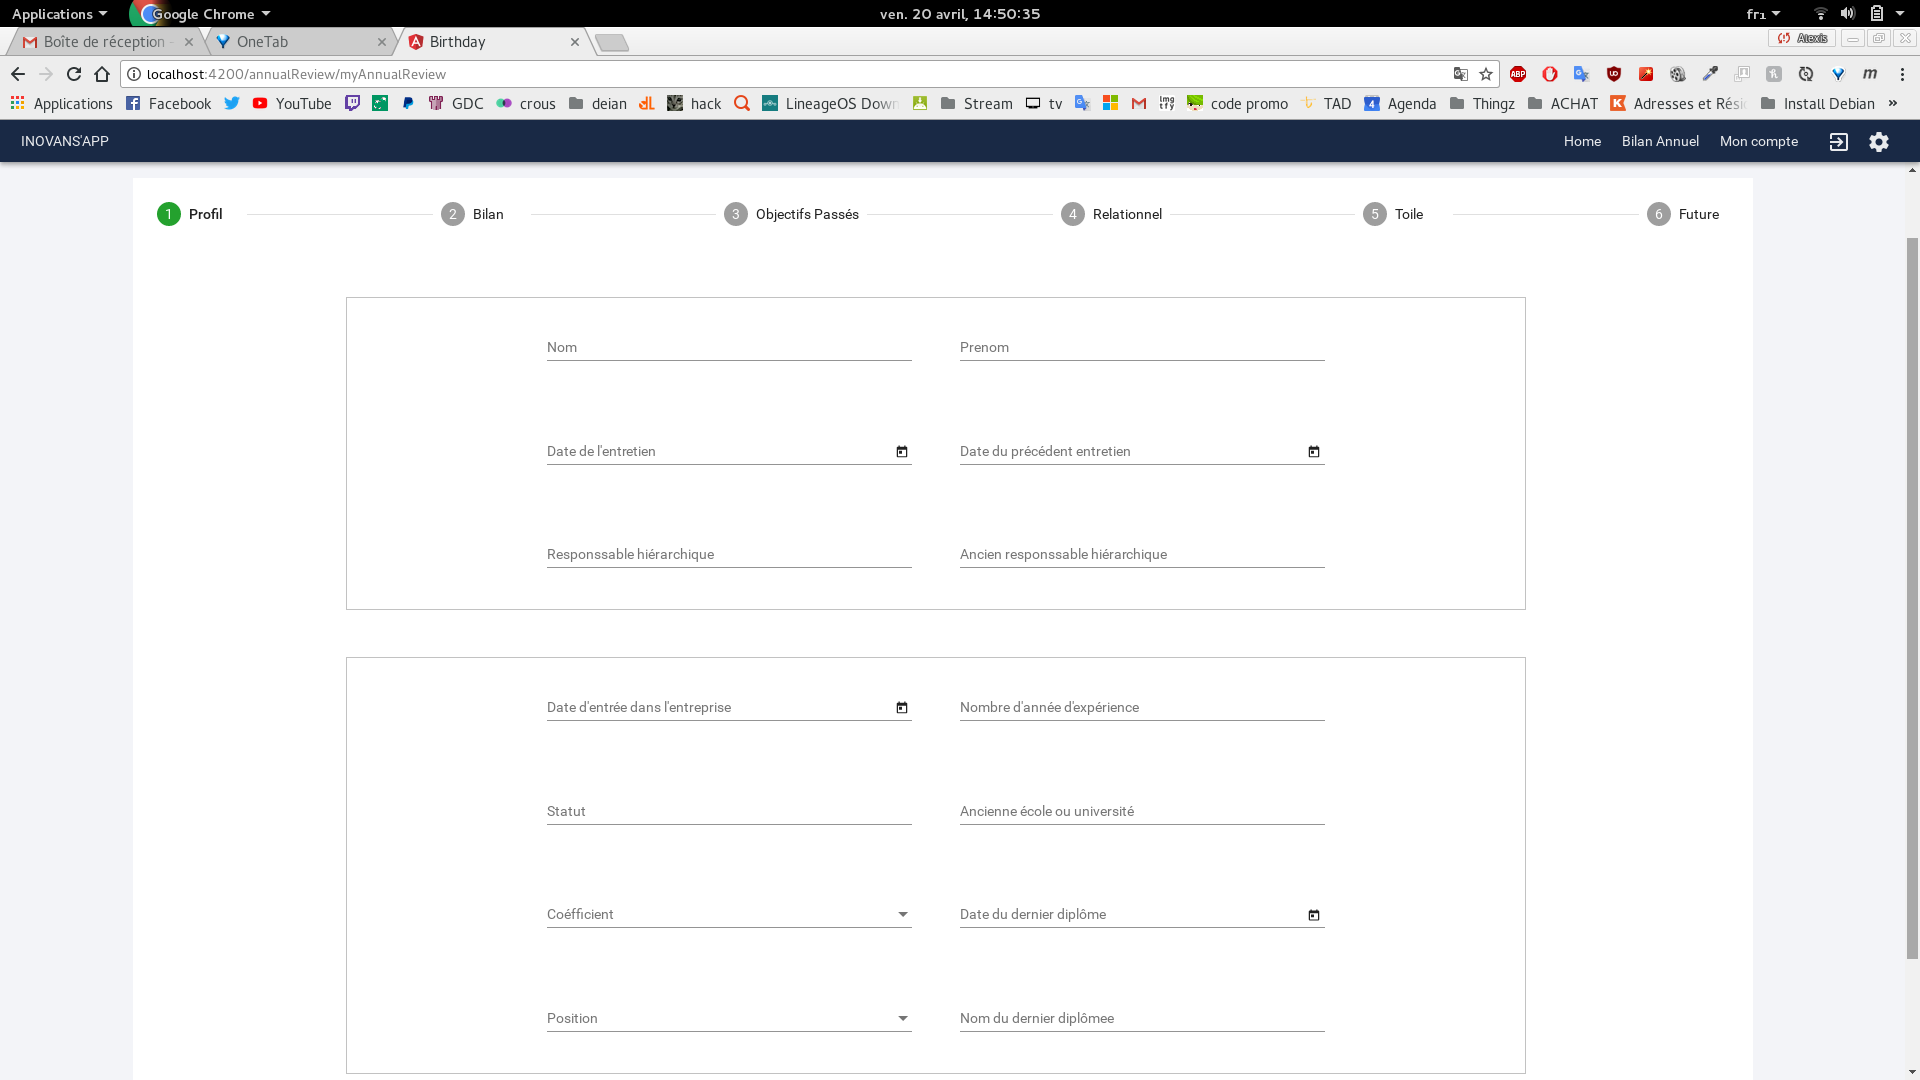 Applications Google Chrome ven. 20 avril, 14:50:35 fr₁
Boîte de réception - OneTab Birthday Alexis
localhost:4200/annualReview/myAnnualReview ABP UD m
Applications Facebook YouTube GDC crous deian hack LineageOS Down Stream tv code promo TAD 4 Agenda Thingz ACHAT Adresses et Rési Install Debian »
INOVANS'APP Home Bilan Annuel Mon compte
1 Profil 2 Bilan 3 Objectifs Passés 4 Relationnel 5 Toile 6 Future
Nom Prenom
Date de l'entretien Date du précédent entretien
Responssable hiérarchique Ancien responssable hiérarchique
Date d'entrée dans l'entreprise Nombre d'année d'expérience
Statut Ancienne école ou université
Coéfficient Date du dernier diplôme
Position Nom du dernier diplômee